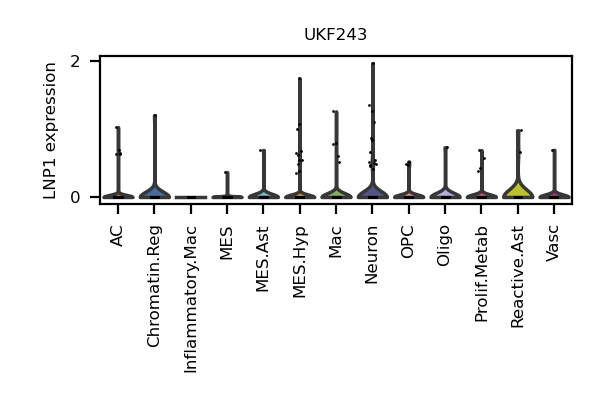 UKF243
LNP1 expression
2
0
AC
Chromatin.Reg
Inflammatory.Mac
MES
MES.Ast
MES.Hyp
Mac
Neuron
OPC
Oligo
Prolif.Metab
Reactive.Ast
Vasc